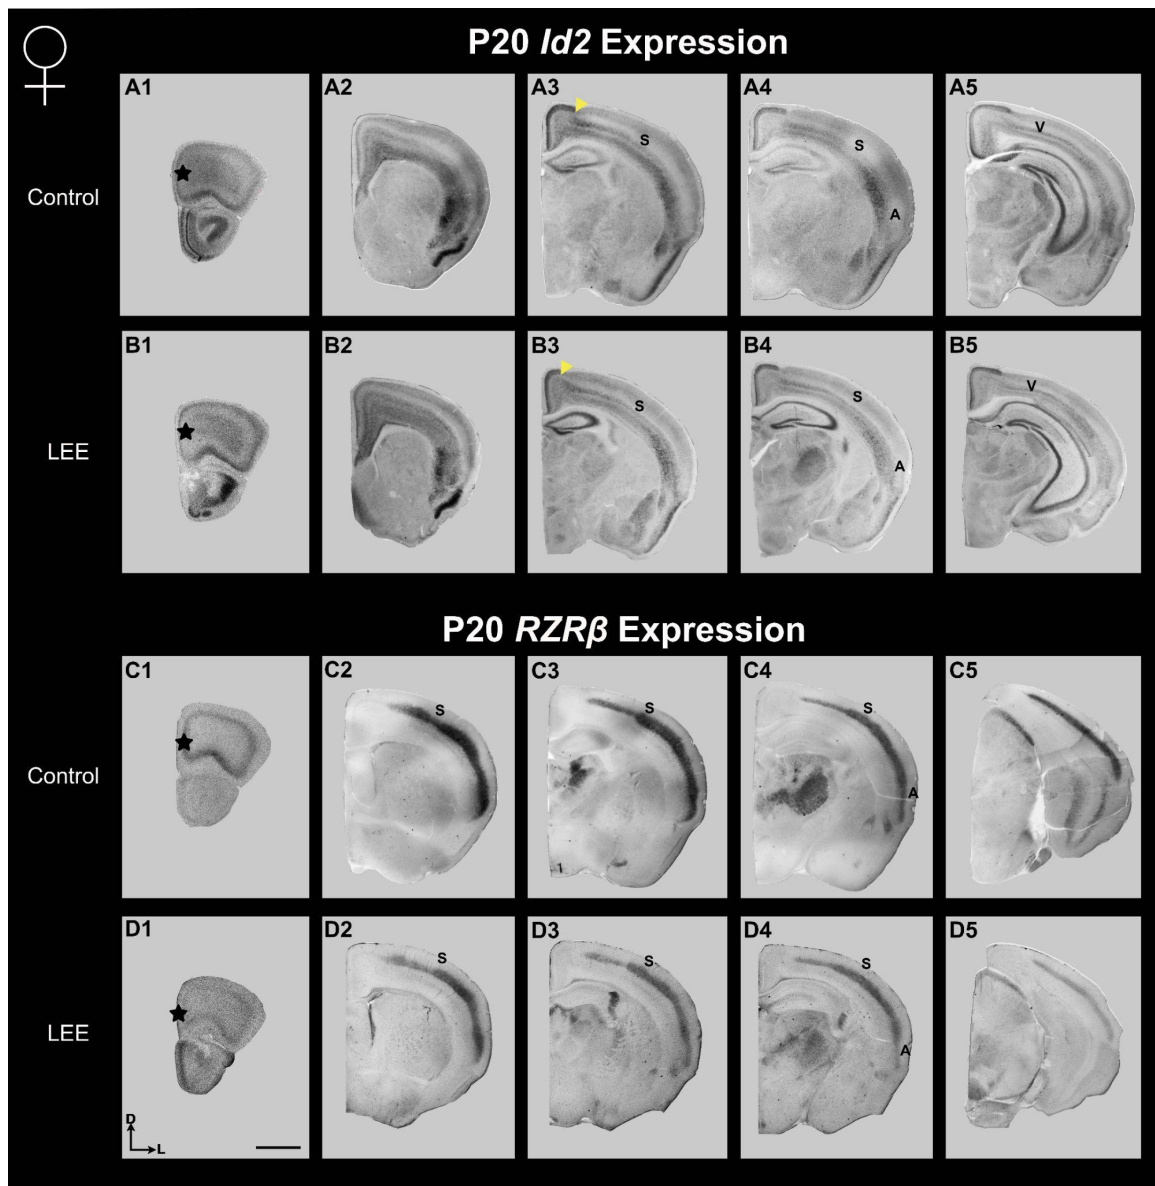 P20 Id2 Expression
A1 A2 A3 A4 A5
S S V
A
Control
B1 B2 B3 B4 B5
S S V
A
LEE
P20 RZRβ Expression
C1 C2 C3 C4 C5
S S S
A
Control
D1 D2 D3 D4 D5
S S S
A
LEE
D
L